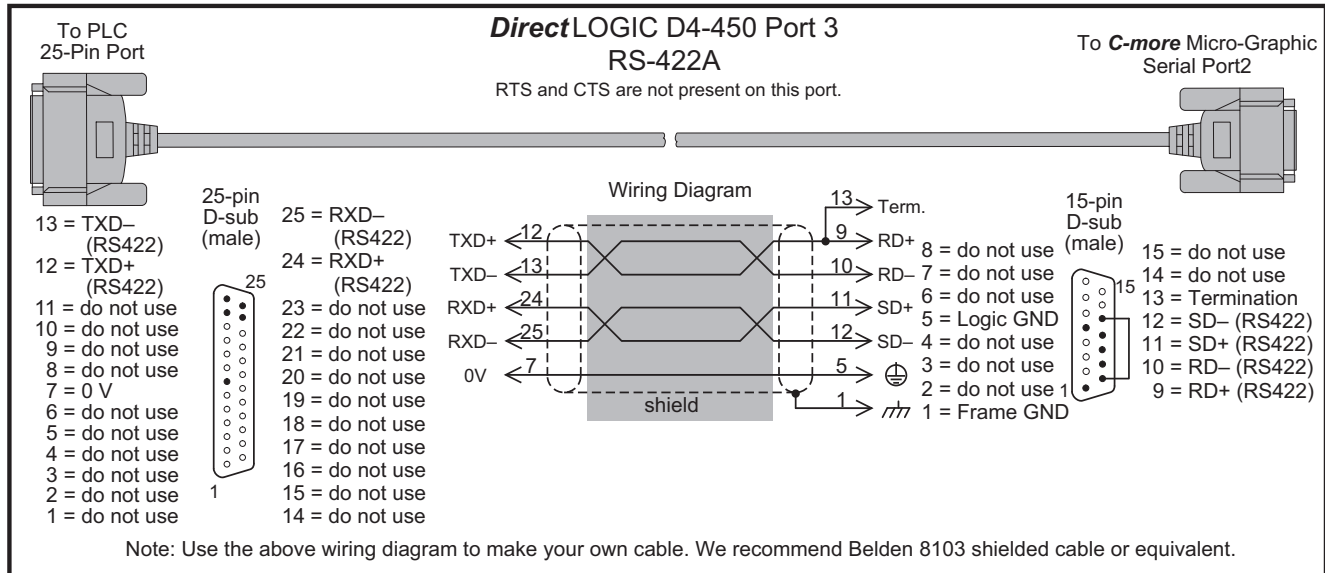 To PLC
25-Pin Port
DirectLOGIC D4-450 Port 3
RS-422A
RTS and CTS are not present on this port.
To C-more Micro-Graphic
Serial Port2
13 = TXD–
(RS422)
12 = TXD+
(RS422)
11 = do not use
10 = do not use
9 = do not use
8 = do not use
7 = 0 V
6 = do not use
5 = do not use
4 = do not use
3 = do not use
2 = do not use
1 = do not use
25-pin
D-sub
(male)
25
1
25 = RXD–
(RS422)
24 = RXD+
(RS422)
23 = do not use
22 = do not use
21 = do not use
20 = do not use
19 = do not use
18 = do not use
17 = do not use
16 = do not use
15 = do not use
14 = do not use
Wiring Diagram
13 Term.
TXD+ 12 9 RD+
TXD– 13 10 RD–
RXD+ 24 11 SD+
RXD– 25 12 SD–
0V 7 5
shield
1
8 = do not use
7 = do not use
6 = do not use
5 = Logic GND
4 = do not use
3 = do not use
2 = do not use
1 = Frame GND
15-pin
D-sub
(male)
15
1
15 = do not use
14 = do not use
13 = Termination
12 = SD– (RS422)
11 = SD+ (RS422)
10 = RD– (RS422)
9 = RD+ (RS422)
Note: Use the above wiring diagram to make your own cable. We recommend Belden 8103 shielded cable or equivalent.